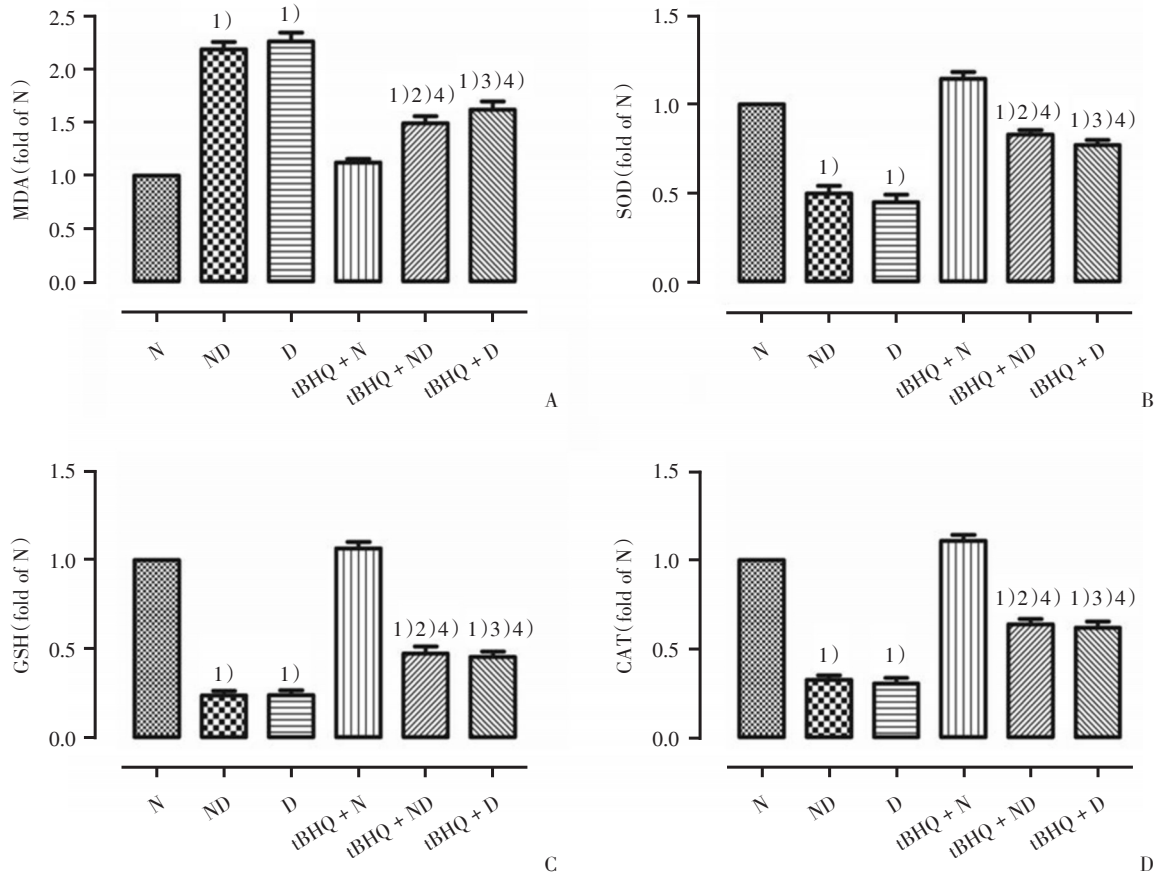 MDA(fold of N)
2.5
2.0
1.5
1.0
0.5
0.0
1)
1)
1)2)4)
1)3)4)
N
ND
D
tBHQ + N
tBHQ + ND
tBHQ + D
A
SOD(fold of N)
1.5
1.0
0.5
0.0
1)
1)
1)2)4)
1)3)4)
N
ND
D
tBHQ + N
tBHQ + ND
tBHQ + D
B
GSH(fold of N)
1.5
1.0
0.5
0.0
1)
1)
1)2)4)
1)3)4)
N
ND
D
tBHQ + N
tBHQ + ND
tBHQ + D
C
CAT(fold of N)
1.5
1.0
0.5
0.0
1)
1)
1)2)4)
1)3)4)
N
ND
D
tBHQ + N
tBHQ + ND
tBHQ + D
D